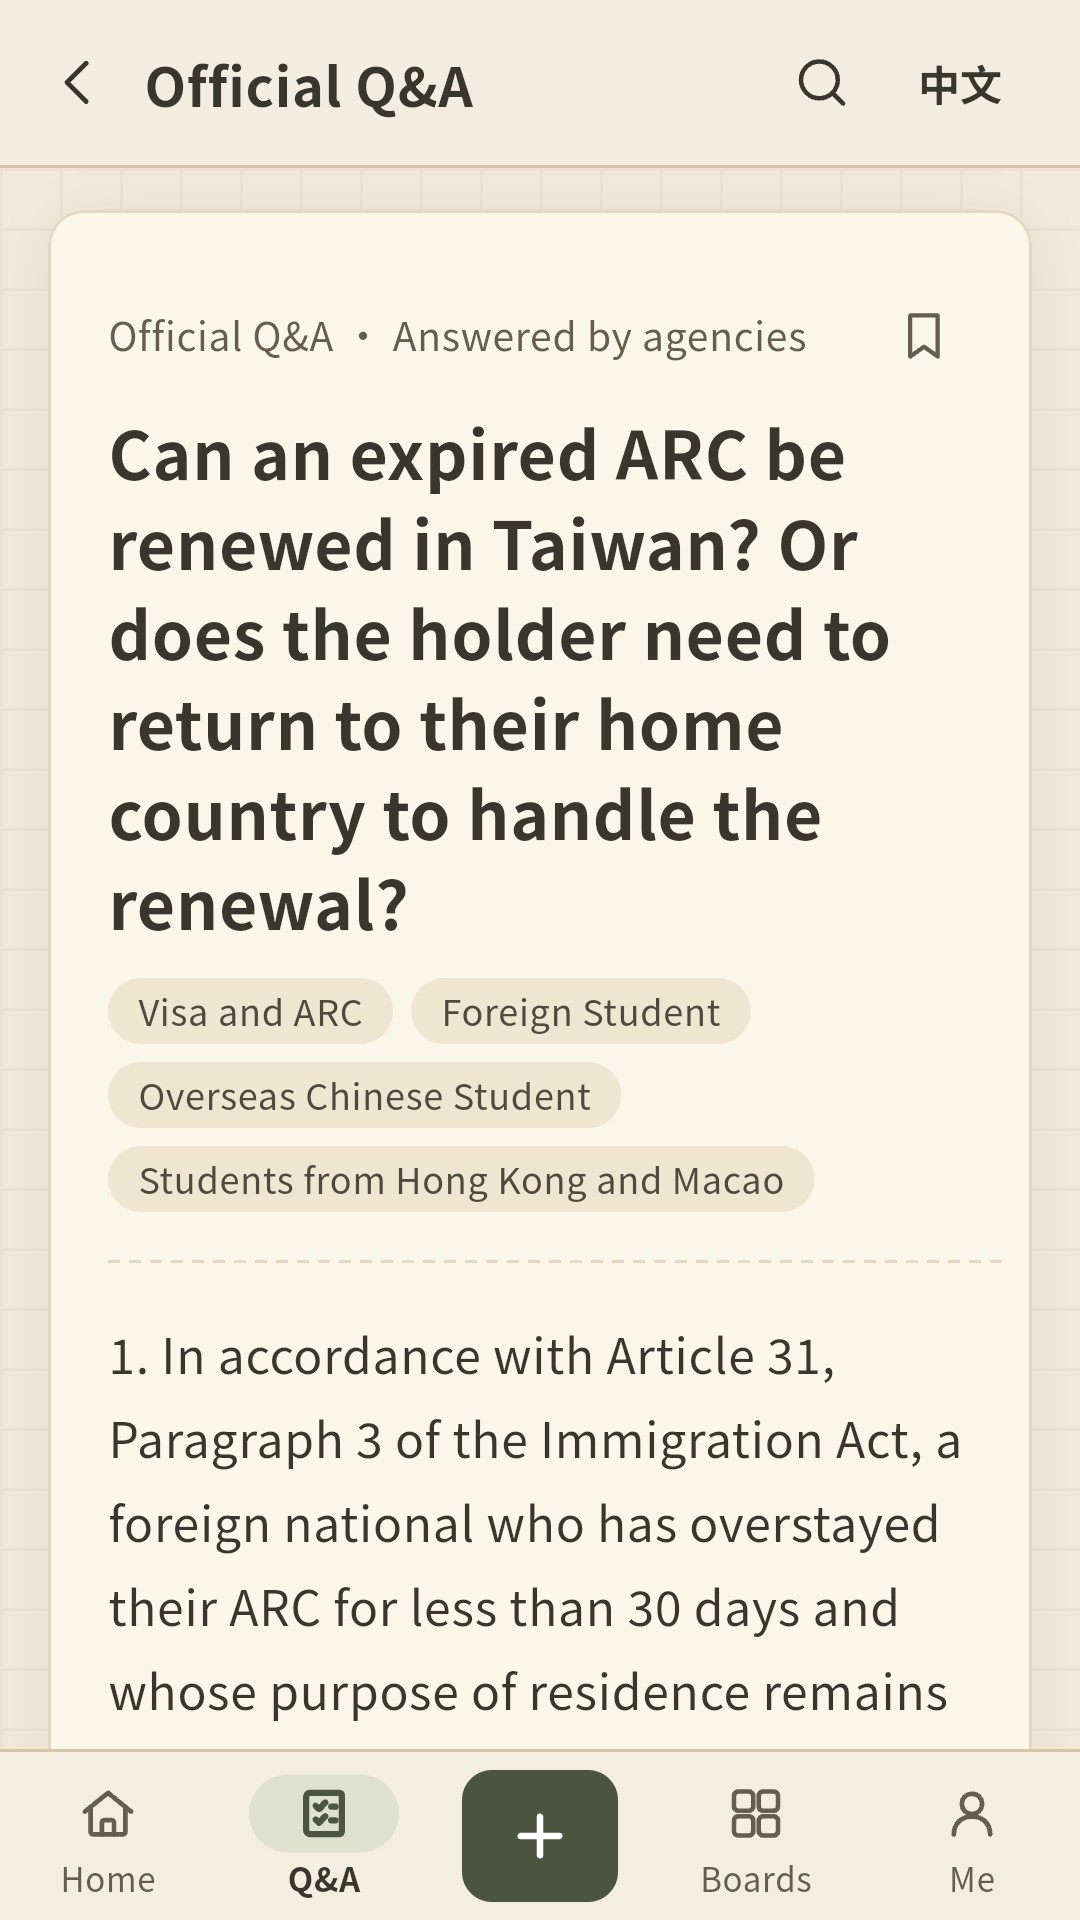 Official Q&A
中文
Official Q&A • Answered by agencies
Can an expired ARC be
renewed in Taiwan? Or
does the holder need to
return to their home
country to handle the
renewal?
Visa and ARC
Foreign Student
Overseas Chinese Student
Students from Hong Kong and Macao
1. In accordance with Article 31,
Paragraph 3 of the Immigration Act, a
foreign national who has overstayed
their ARC for less than 30 days and
whose purpose of residence remains
Home
Q&A
Boards
Me